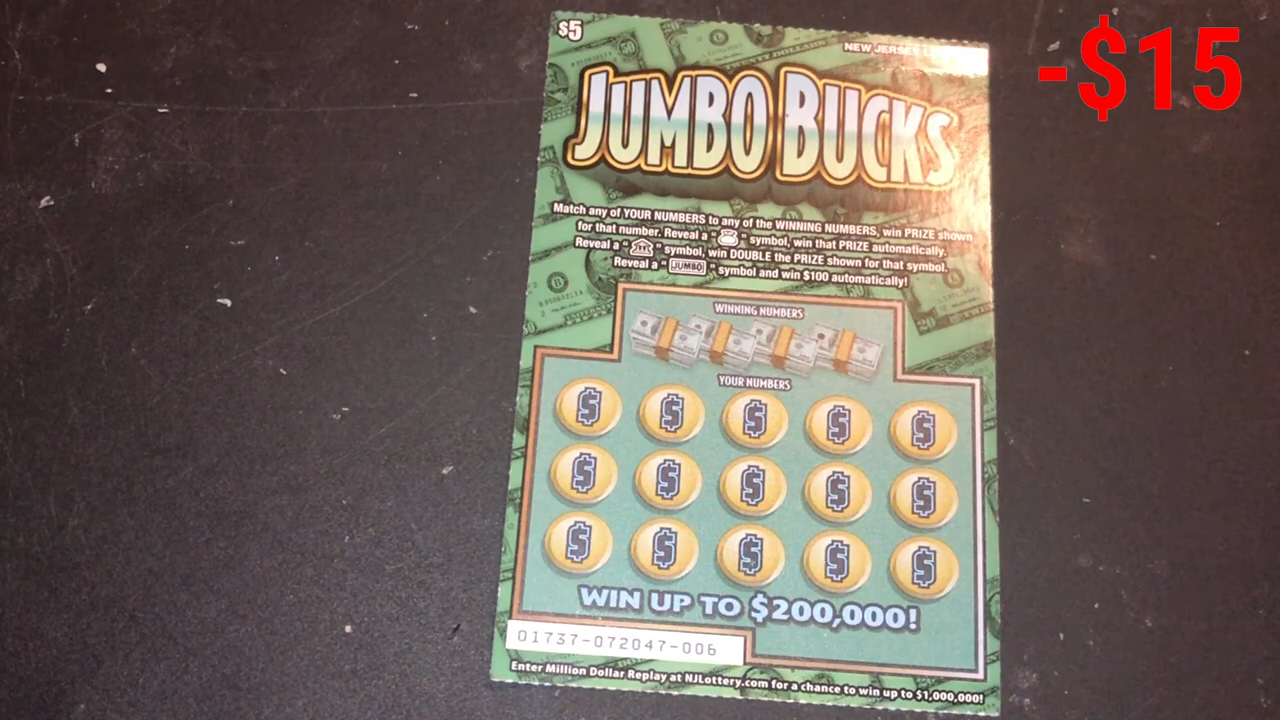 -$15
$5
NEW JERSEY
JUMBO BUCKS
Match any of YOUR NUMBERS to any of the WINNING NUMBERS, win PRIZE shown
for that number. Reveal a " " symbol, win that PRIZE automatically.
Reveal a " " symbol, win DOUBLE the PRIZE shown for that symbol.
Reveal a " JUMBO " symbol and win $100 automatically!
WINNING NUMBERS
YOUR NUMBERS
$ $ $ $ $
$ $ $ $ $
$ $ $ $ $
WIN UP TO $200,000!
01737-072047-006
Enter Million Dollar Replay at NJLottery.com for a chance to win up to $1,000,000!